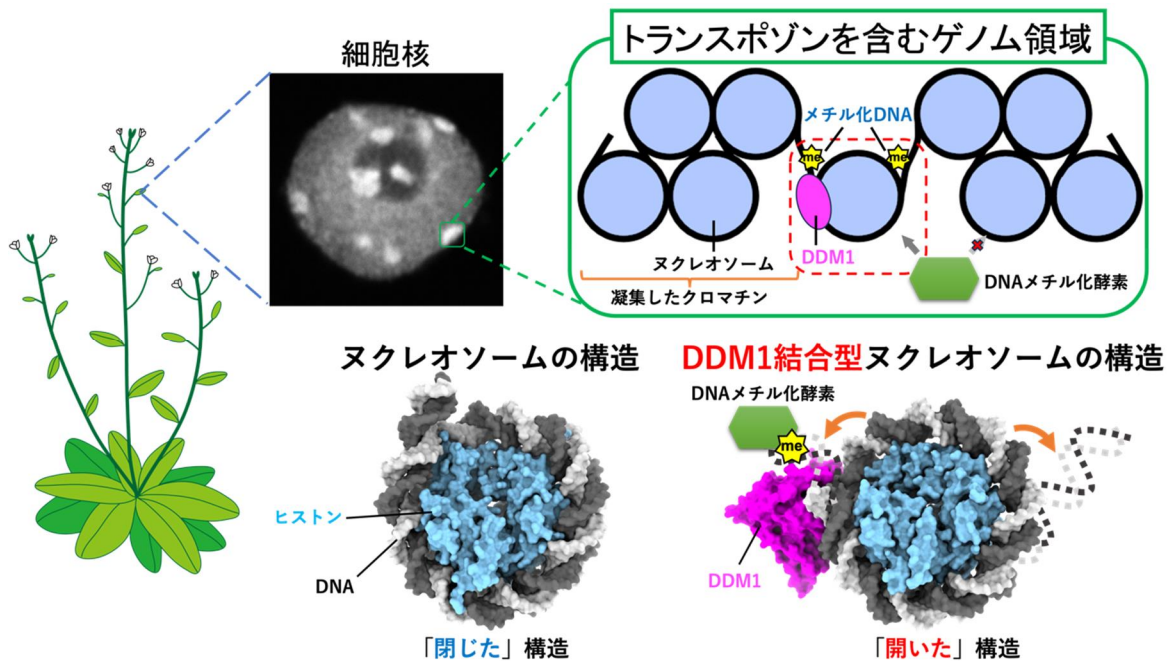 細胞核
トランスポゾンを含むゲノム領域
メチル化DNA
me
me
DDM1
ヌクレオソーム
凝集したクロマチン
DNAメチル化酵素
ヌクレオソームの構造
ヒストン
DNA
「閉じた」構造
DDM1結合型ヌクレオソームの構造
DNAメチル化酵素
me
DDM1
「開いた」構造